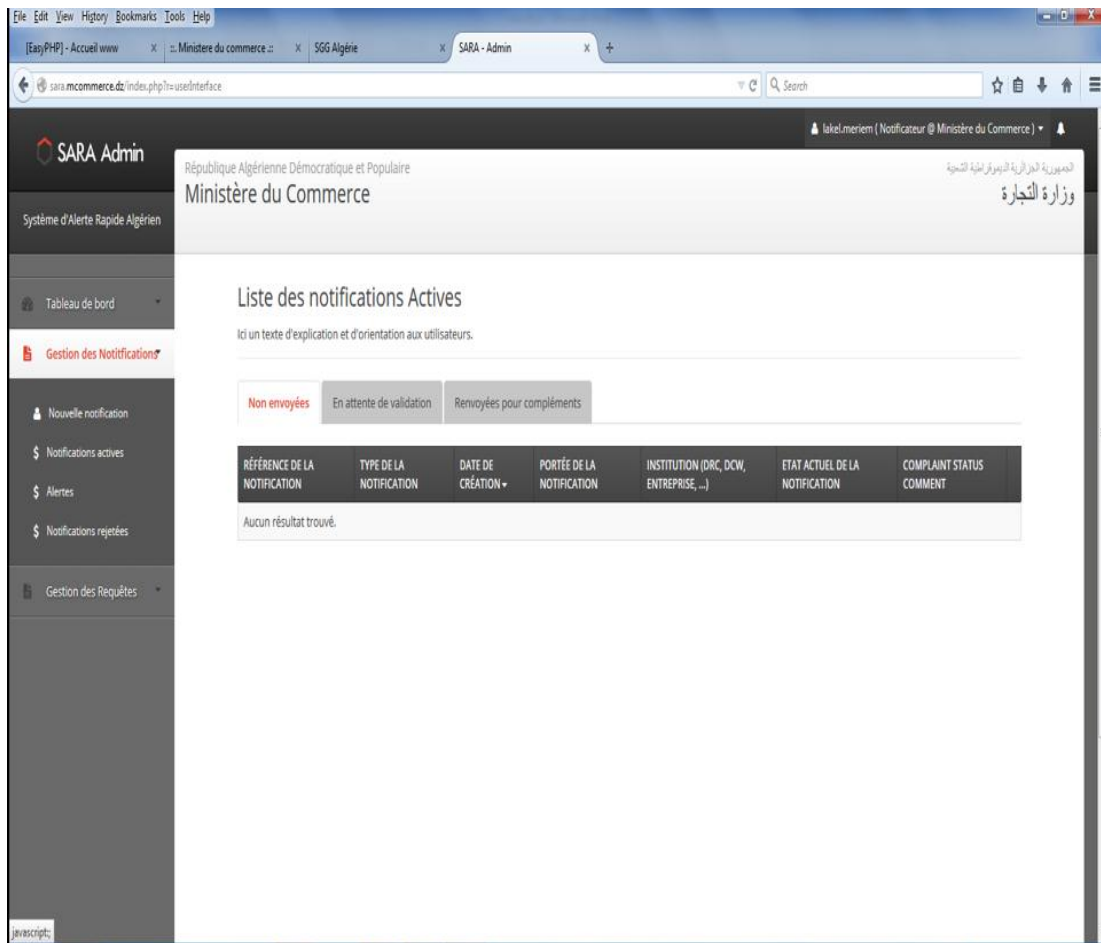 File Edit View History Bookmarks Tools Help
[EasyPHP] - Accueil www x ::. Ministere du commerce .:: x SGG Algérie x SARA - Admin x +
sara.mcommerce.dz/index.php?r=userInterface Search
SARA Admin
lakel.meriem ( Notificateur @ Ministère du Commerce )
République Algérienne Démocratique et Populaire
الجمهورية الجزائرية الديموقراطية الشعبية
Ministère du Commerce
وزارة التجارة
Système d'Alerte Rapide Algérien
Tableau de bord
Gestion des Notitfications
Nouvelle notification
$ Notifications actives
$ Alertes
$ Notifications rejetées
Gestion des Requêtes
Liste des notifications Actives
Ici un texte d'explication et d'orientation aux utilisateurs.
Non envoyées En attente de validation Renvoyées pour compléments
RÉFÉRENCE DE LA NOTIFICATION
TYPE DE LA NOTIFICATION
DATE DE CRÉATION
PORTÉE DE LA NOTIFICATION
INSTITUTION (DRC, DCW, ENTREPRISE, ...)
ETAT ACTUEL DE LA NOTIFICATION
COMPLAINT STATUS COMMENT
Aucun résultat trouvé.
javascript:;